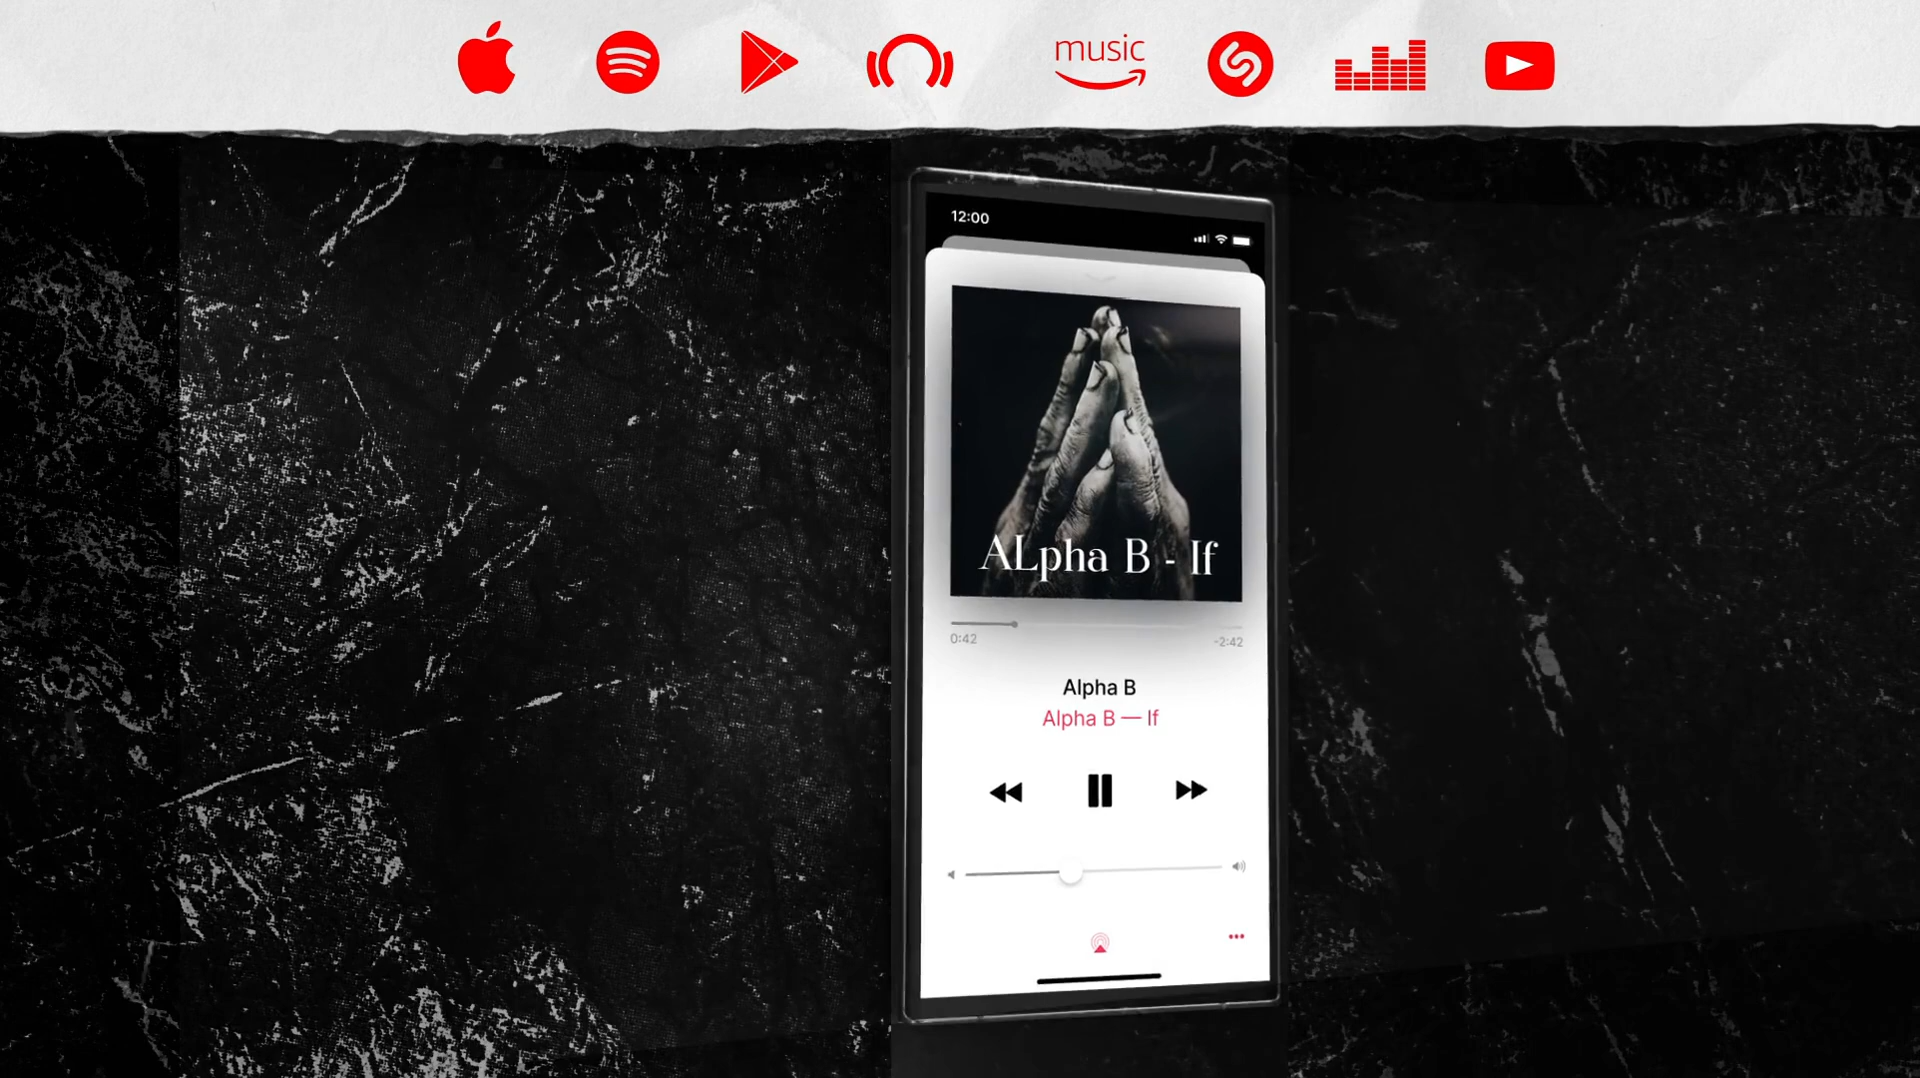 music
12:00
ALpha B - If
0:42
-2:42
Alpha B
Alpha B — If